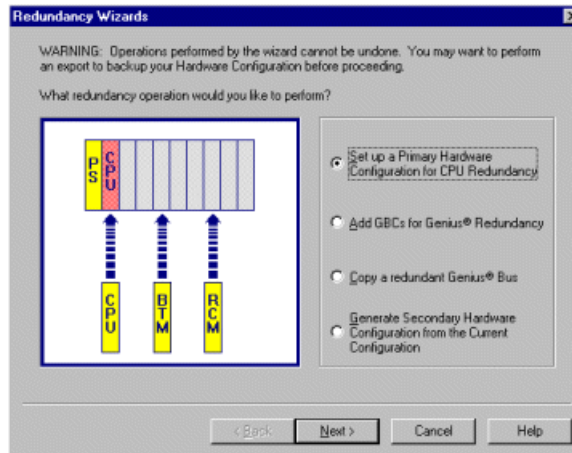 Redundancy Wizards
WARNING: Operations performed by the wizard cannot be undone. You may want to perform
an export to backup your Hardware Configuration before proceeding.
What redundancy operation would you like to perform?
PS
CPU
CPU
BTM
RCM
Set up a Primary Hardware
Configuration for CPU Redundancy
Add GBCs for Genius® Redundancy
Copy a redundant Genius® Bus
Generate Secondary Hardware
Configuration from the Current
Configuration
< Back
Next >
Cancel
Help